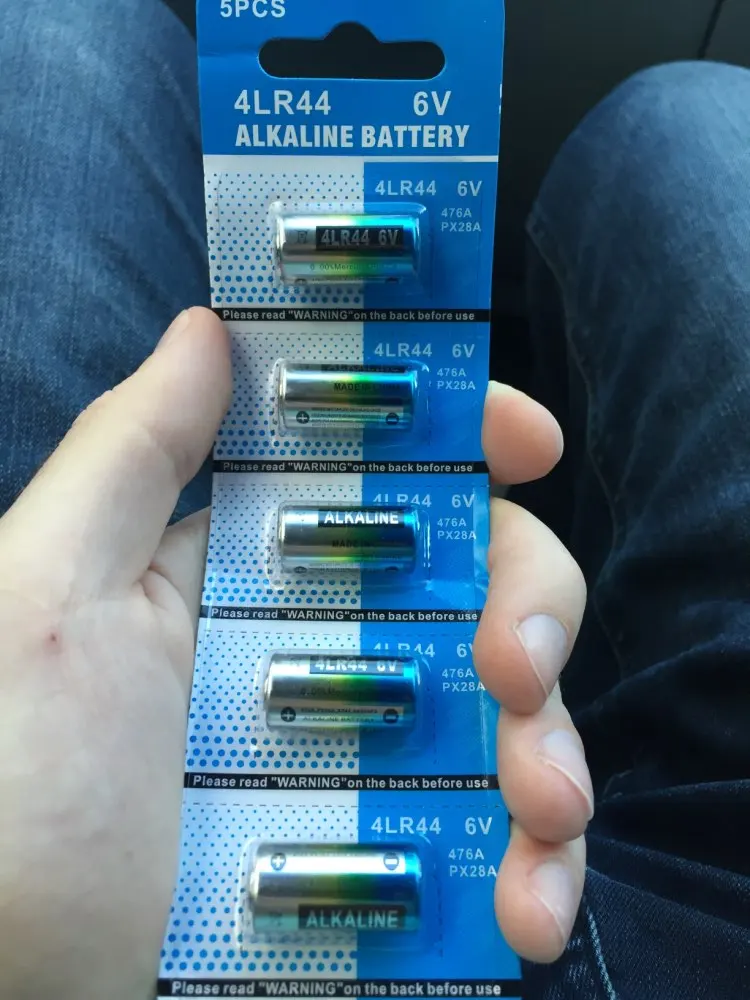 5PCS
4LR44 6V
ALKALINE BATTERY
4LR44 6V
476A
PX28A
4LR44 6V
Please read "WARNING"on the back before use
4LR44 6V
476A
PX28A
MADE
+ -
Please read "WARNING"on the back before use
4LR44 6V
476A
PX28A
ALKALINE
MADE
Please read "WARNING"on the back before use
4LR44 6V
476A
PX28A
4LR44 6V
+ -
ALKALINE BATTERY
Please read "WARNING"on the back before use
4LR44 6V
476A
PX28A
+ -
ALKALINE
Please read "WARNING"on the back before use